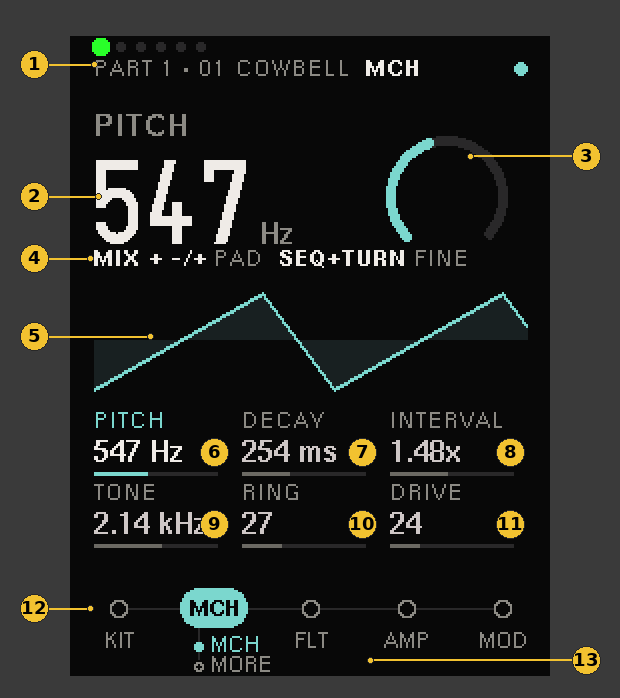 1 PART 1 · 01 COWBELL MCH
PITCH
3
2 547 Hz
4 MIX + -/+ PAD SEQ+TURN FINE
5
PITCH DECAY INTERVAL
547 Hz 6 254 ms 7 1.48x 8
TONE RING DRIVE
2.14 kHz 9 27 10 24 11
12 MCH
KIT MCH FLT AMP MOD
MORE 13